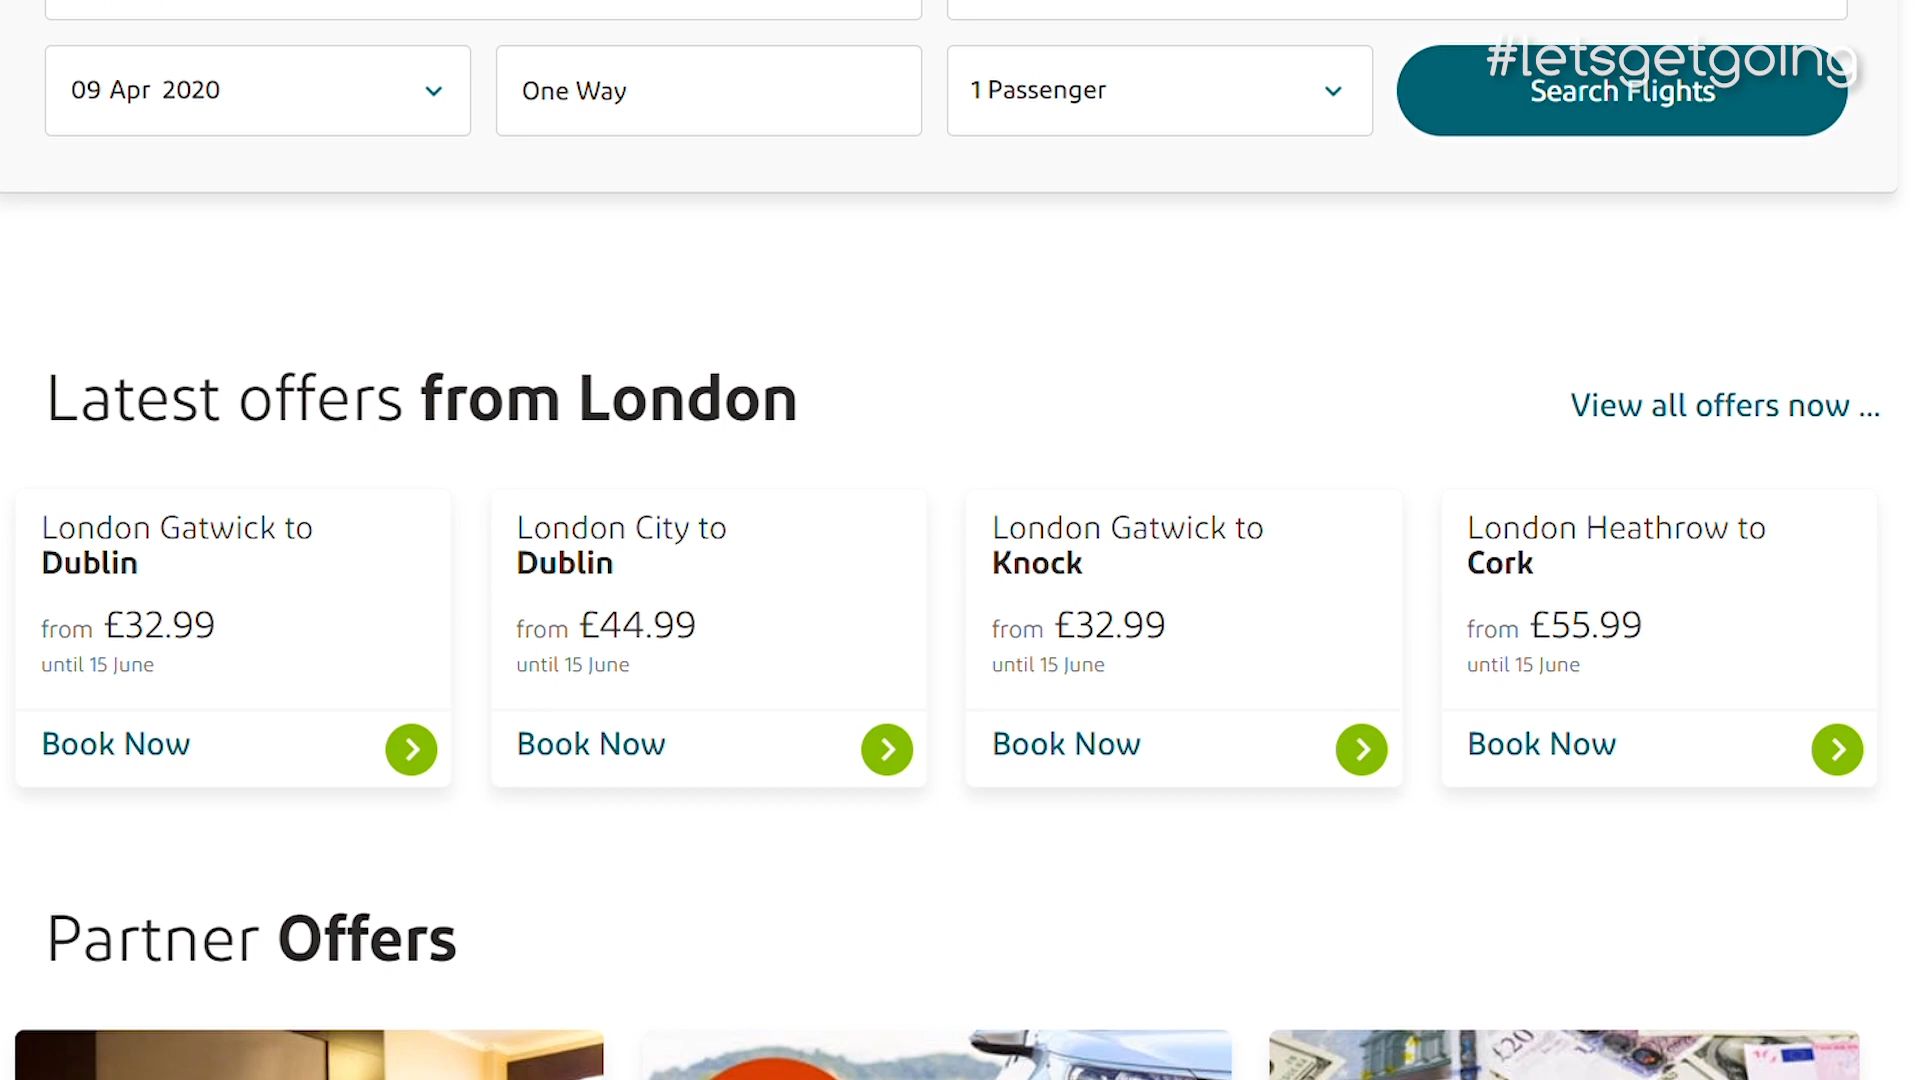 #letsgetgoing
09 Apr 2020
One Way
1 Passenger
Search Flights
Latest offers from London
View all offers now ...
London Gatwick to
Dublin
from £32.99
until 15 June
Book Now
London City to
Dublin
from £44.99
until 15 June
Book Now
London Gatwick to
Knock
from £32.99
until 15 June
Book Now
London Heathrow to
Cork
from £55.99
until 15 June
Book Now
Partner Offers
£20